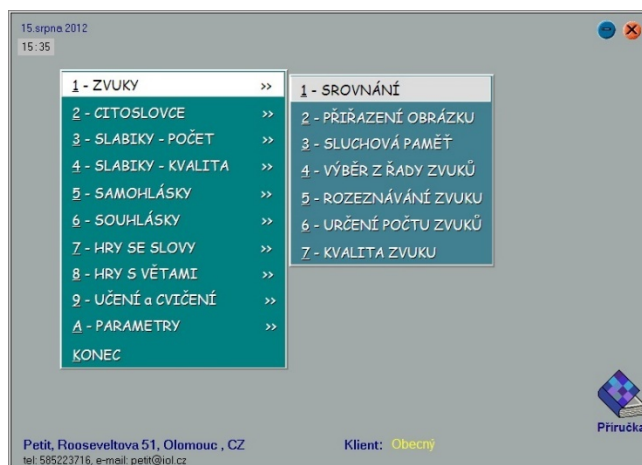 15.srpna 2012
15:35
1 - ZVUKY >>
2 - CITOSLOVCE >>
3 - SLABIKY - POČET >>
4 - SLABIKY - KVALITA >>
5 - SAMOHLÁSKY >>
6 - SOUHLÁSKY >>
7 - HRY SE SLOVY >>
8 - HRY S VĚTAMI >>
9 - UČENÍ a CVIČENÍ >>
A - PARAMETRY >>
KONEC
1 - SROVNÁNÍ
2 - PŘIŘAZENÍ OBRÁZKU
3 - SLUCHOVÁ PAMĚŤ
4 - VÝBĚR Z ŘADY ZVUKŮ
5 - ROZEZNÁVÁNÍ ZVUKU
6 - URČENÍ POČTU ZVUKŮ
7 - KVALITA ZVUKU
Příručka
Petit, Rooseveltova 51, Olomouc , CZ
Klient: Obecný
tel: 585223716, e-mail: petit@iol.cz